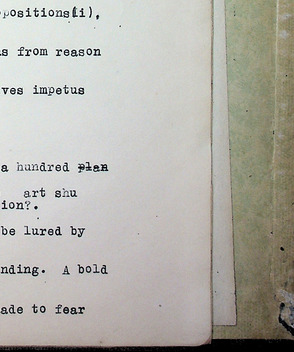 positions(i),
s from reason
ves impetus
a hundred plan
art shu
ion?.
be lured by
nding. A bold
ade to fear